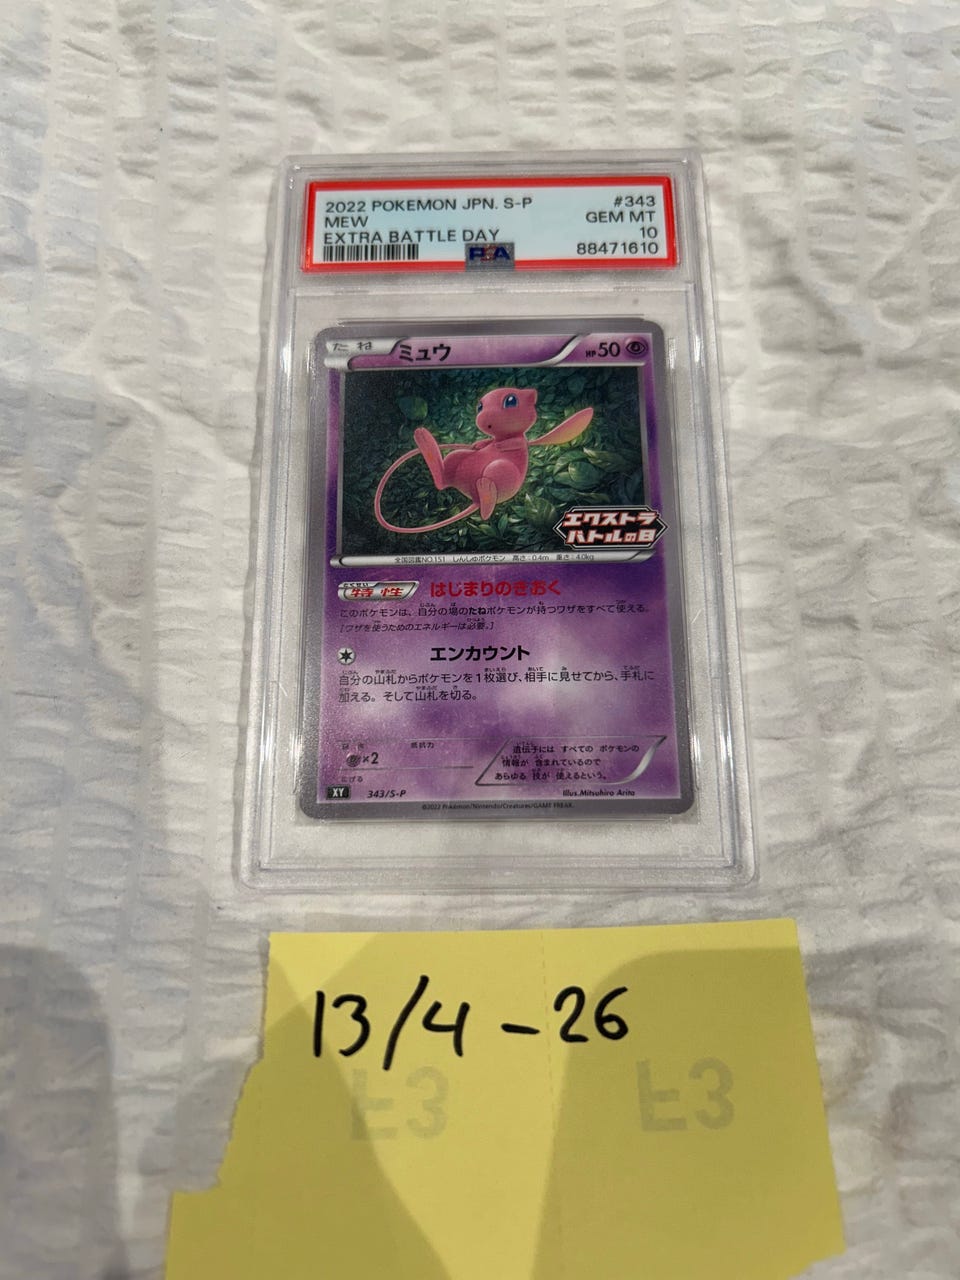 2022 POKEMON JPN. S-P #343
MEW GEM MT
EXTRA BATTLE DAY 10
PSA 88471610
たね ミュウ HP50
エクストラ
バトルの日
全国図鑑NO.151 しんしゅポケモン 高さ:0.4m 重さ:4.0kg
特性 はじまりのきおく
このポケモンは、自分の場のたねポケモンが持つワザをすべて使える。
[ワザを使うためのエネルギーは必要。]
エンカウント
自分の山札からポケモンを1枚選び、相手に見せてから、手札に
加える。そして山札を切る。
弱点 抵抗力
×2
にげる
遺伝子には すべての ポケモンの
情報が 含まれているので
あらゆる 技が 使えるという。
XY 343/S-P Illus.Mitsuhiro Arita
©2022 Pokémon/Nintendo/Creatures/GAME FREAK.
13/4-26